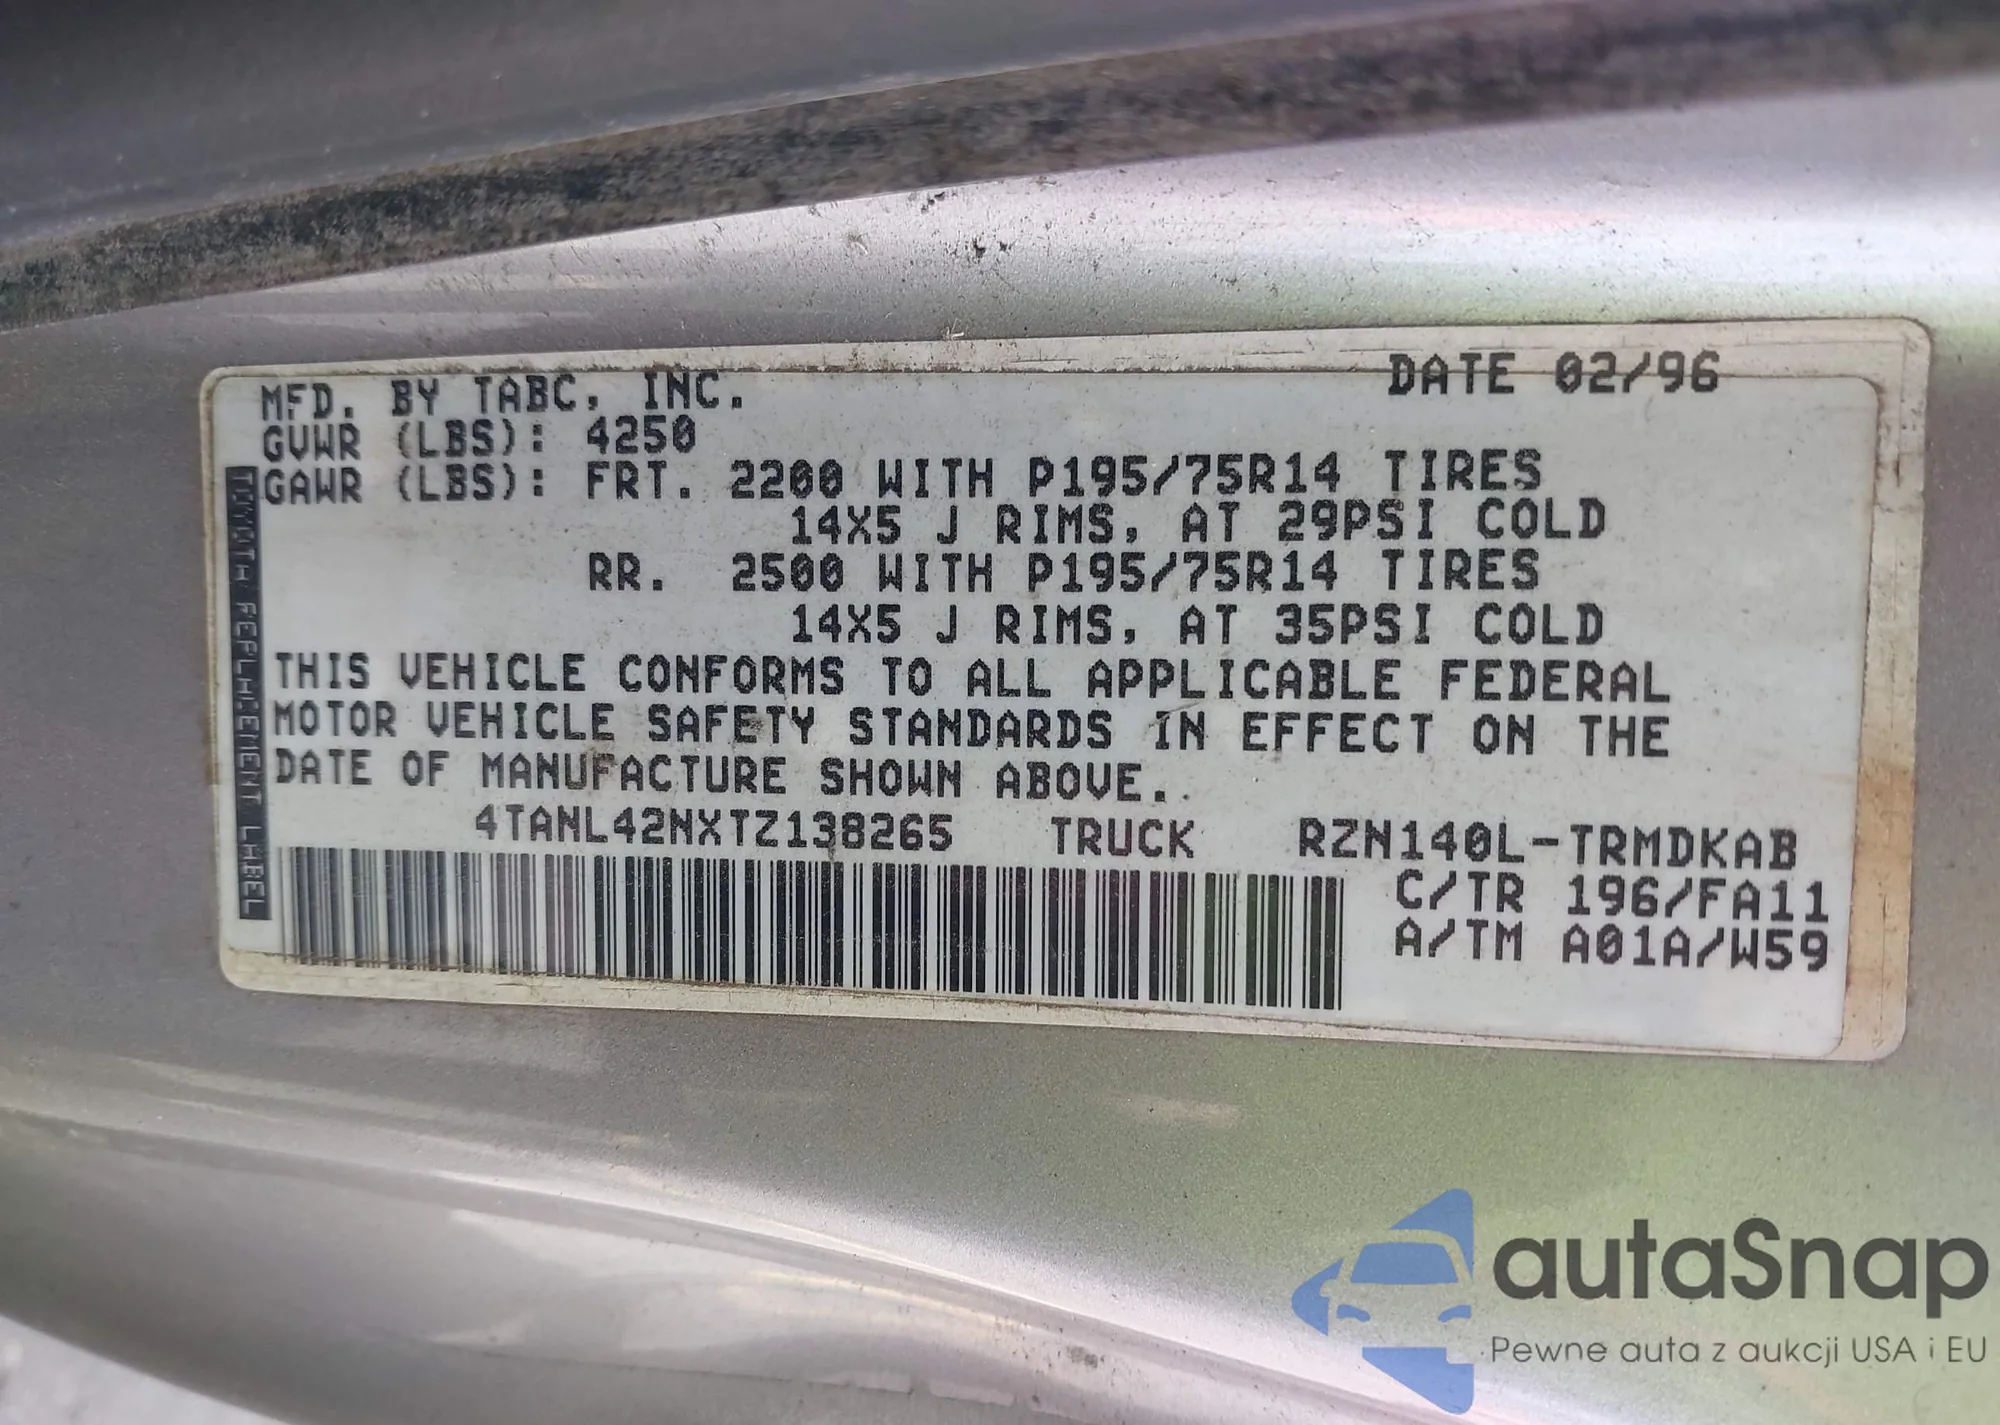 MFD. BY TABC, INC. DATE 02/96
GVWR (LBS): 4250
GAWR (LBS): FRT. 2200 WITH P195/75R14 TIRES
14X5 J RIMS, AT 29PSI COLD
RR. 2500 WITH P195/75R14 TIRES
14X5 J RIMS, AT 35PSI COLD
THIS VEHICLE CONFORMS TO ALL APPLICABLE FEDERAL
MOTOR VEHICLE SAFETY STANDARDS IN EFFECT ON THE
DATE OF MANUFACTURE SHOWN ABOVE.
4TANL42NXTZ138265 TRUCK RZN140L-TRMDKAB
C/TR 196/FA11
A/TM A01A/W59
TOYOTA REPLACEMENT LABEL
autaSnap
Pewne auta z aukcji USA i EU